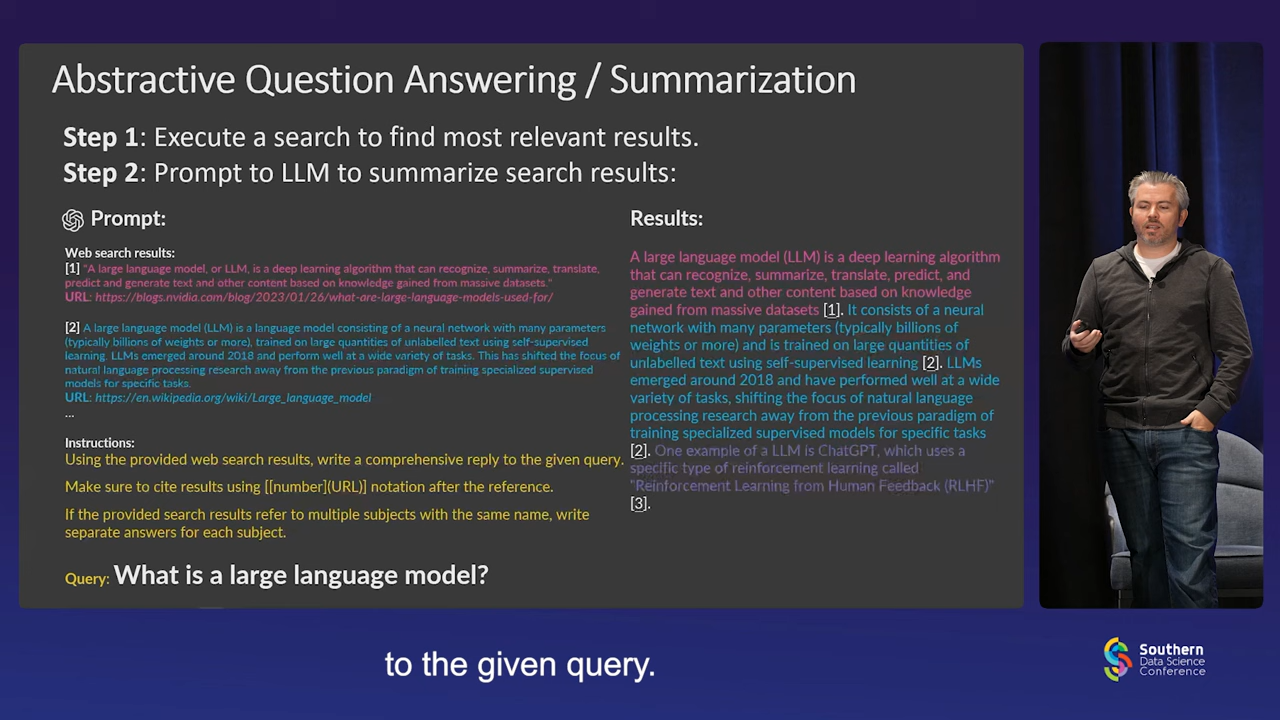 Abstractive Question Answering / Summarization
Step 1: Execute a search to find most relevant results.
Step 2: Prompt to LLM to summarize search results:
Prompt:
Web search results:
[1] "A large language model, or LLM, is a deep learning algorithm that can recognize, summarize, translate,
predict and generate text and other content based on knowledge gained from massive datasets."
URL: https://blogs.nvidia.com/blog/2023/01/26/what-are-large-language-models-used-for/
[2] A large language model (LLM) is a language model consisting of a neural network with many parameters
(typically billions of weights or more), trained on large quantities of unlabelled text using self-supervised
learning. LLMs emerged around 2018 and perform well at a wide variety of tasks. This has shifted the focus of
natural language processing research away from the previous paradigm of training specialized supervised
models for specific tasks.
URL: https://en.wikipedia.org/wiki/Large_language_model
...
Instructions:
Using the provided web search results, write a comprehensive reply to the given query.
Make sure to cite results using [[number](URL)] notation after the reference.
If the provided search results refer to multiple subjects with the same name, write
separate answers for each subject.
Query: What is a large language model?
Results:
A large language model (LLM) is a deep learning algorithm
that can recognize, summarize, translate, predict, and
generate text and other content based on knowledge
gained from massive datasets [1]. It consists of a neural
network with many parameters (typically billions of
weights or more) and is trained on large quantities of
unlabelled text using self-supervised learning [2]. LLMs
emerged around 2018 and have performed well at a wide
variety of tasks, shifting the focus of natural language
processing research away from the previous paradigm of
training specialized supervised models for specific tasks
[2]. One example of a LLM is ChatGPT, which uses a
specific type of reinforcement learning called
"Reinforcement Learning from Human Feedback (RLHF)"
[3].
to the given query.
Southern
Data Science
Conference